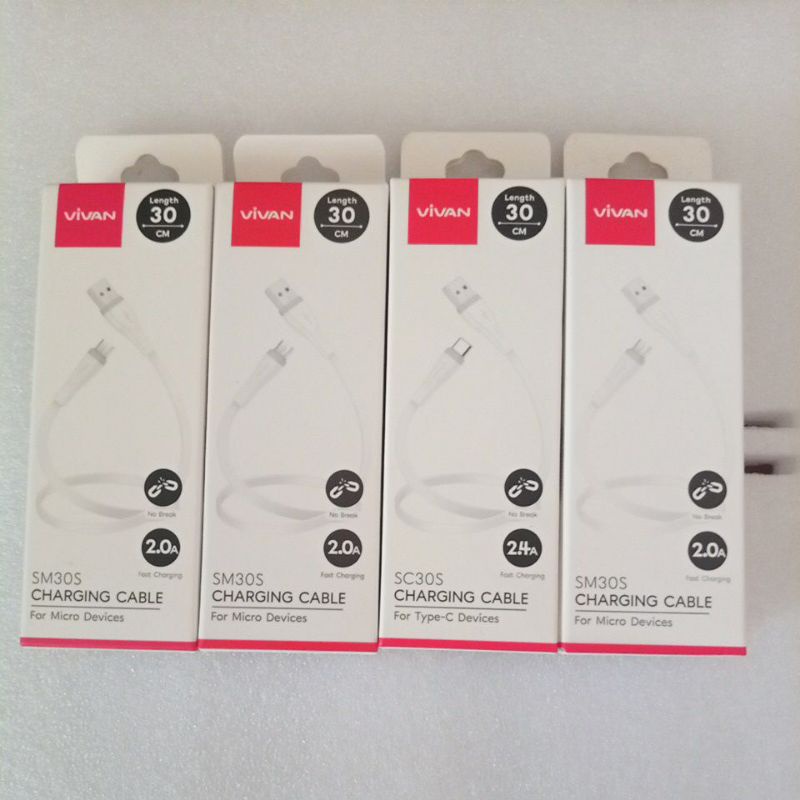 VIVAN
Length
30
CM
No Break
2.0A
Fast Charging
SM30S
CHARGING CABLE
For Micro Devices
VIVAN
Length
30
CM
No Break
2.0A
Fast Charging
SM30S
CHARGING CABLE
For Micro Devices
VIVAN
Length
30
CM
No Break
2.4A
Fast Charging
SC30S
CHARGING CABLE
For Type-C Devices
VIVAN
Length
30
CM
No Break
2.0A
Fast Charging
SM30S
CHARGING CABLE
For Micro Devices